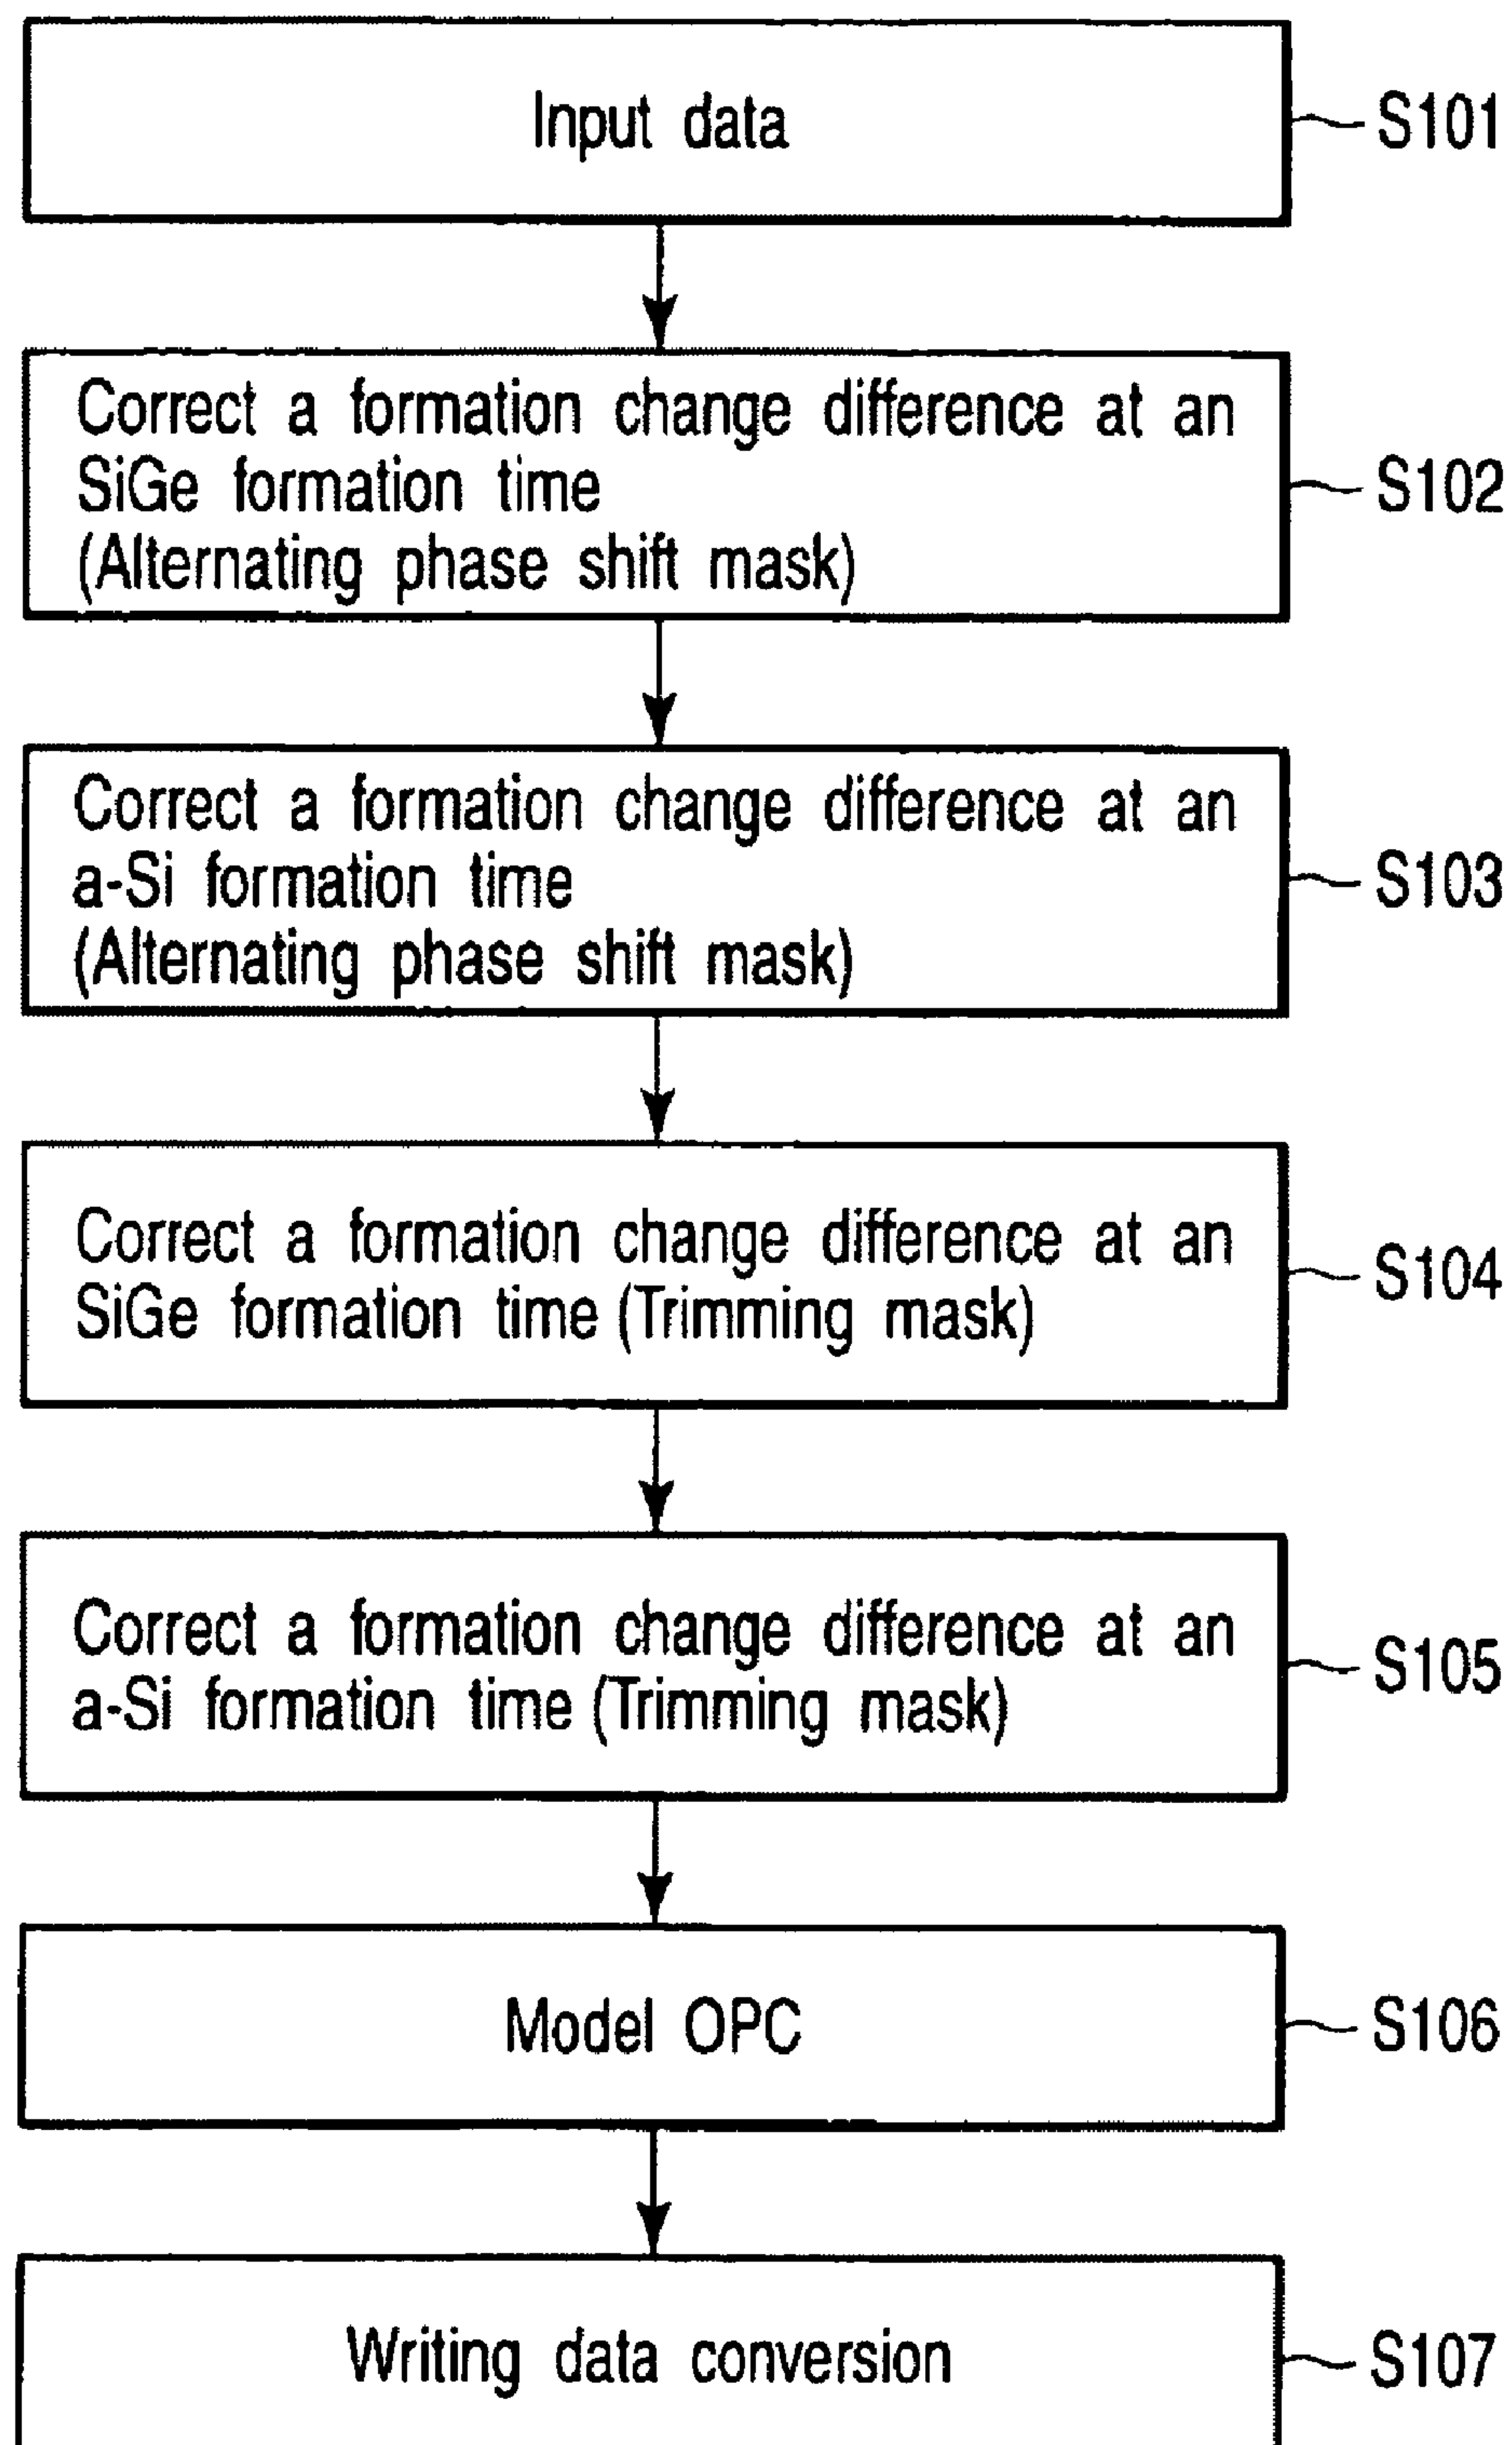 Input data
S101
Correct a formation change difference at an
SiGe formation time
(Alternating phase shift mask)
S102
Correct a formation change difference at an
a-Si formation time
(Alternating phase shift mask)
S103
Correct a formation change difference at an
SiGe formation time (Trimming mask)
S104
Correct a formation change difference at an
a-Si formation time (Trimming mask)
S105
Model OPC
S106
Writing data conversion
S107